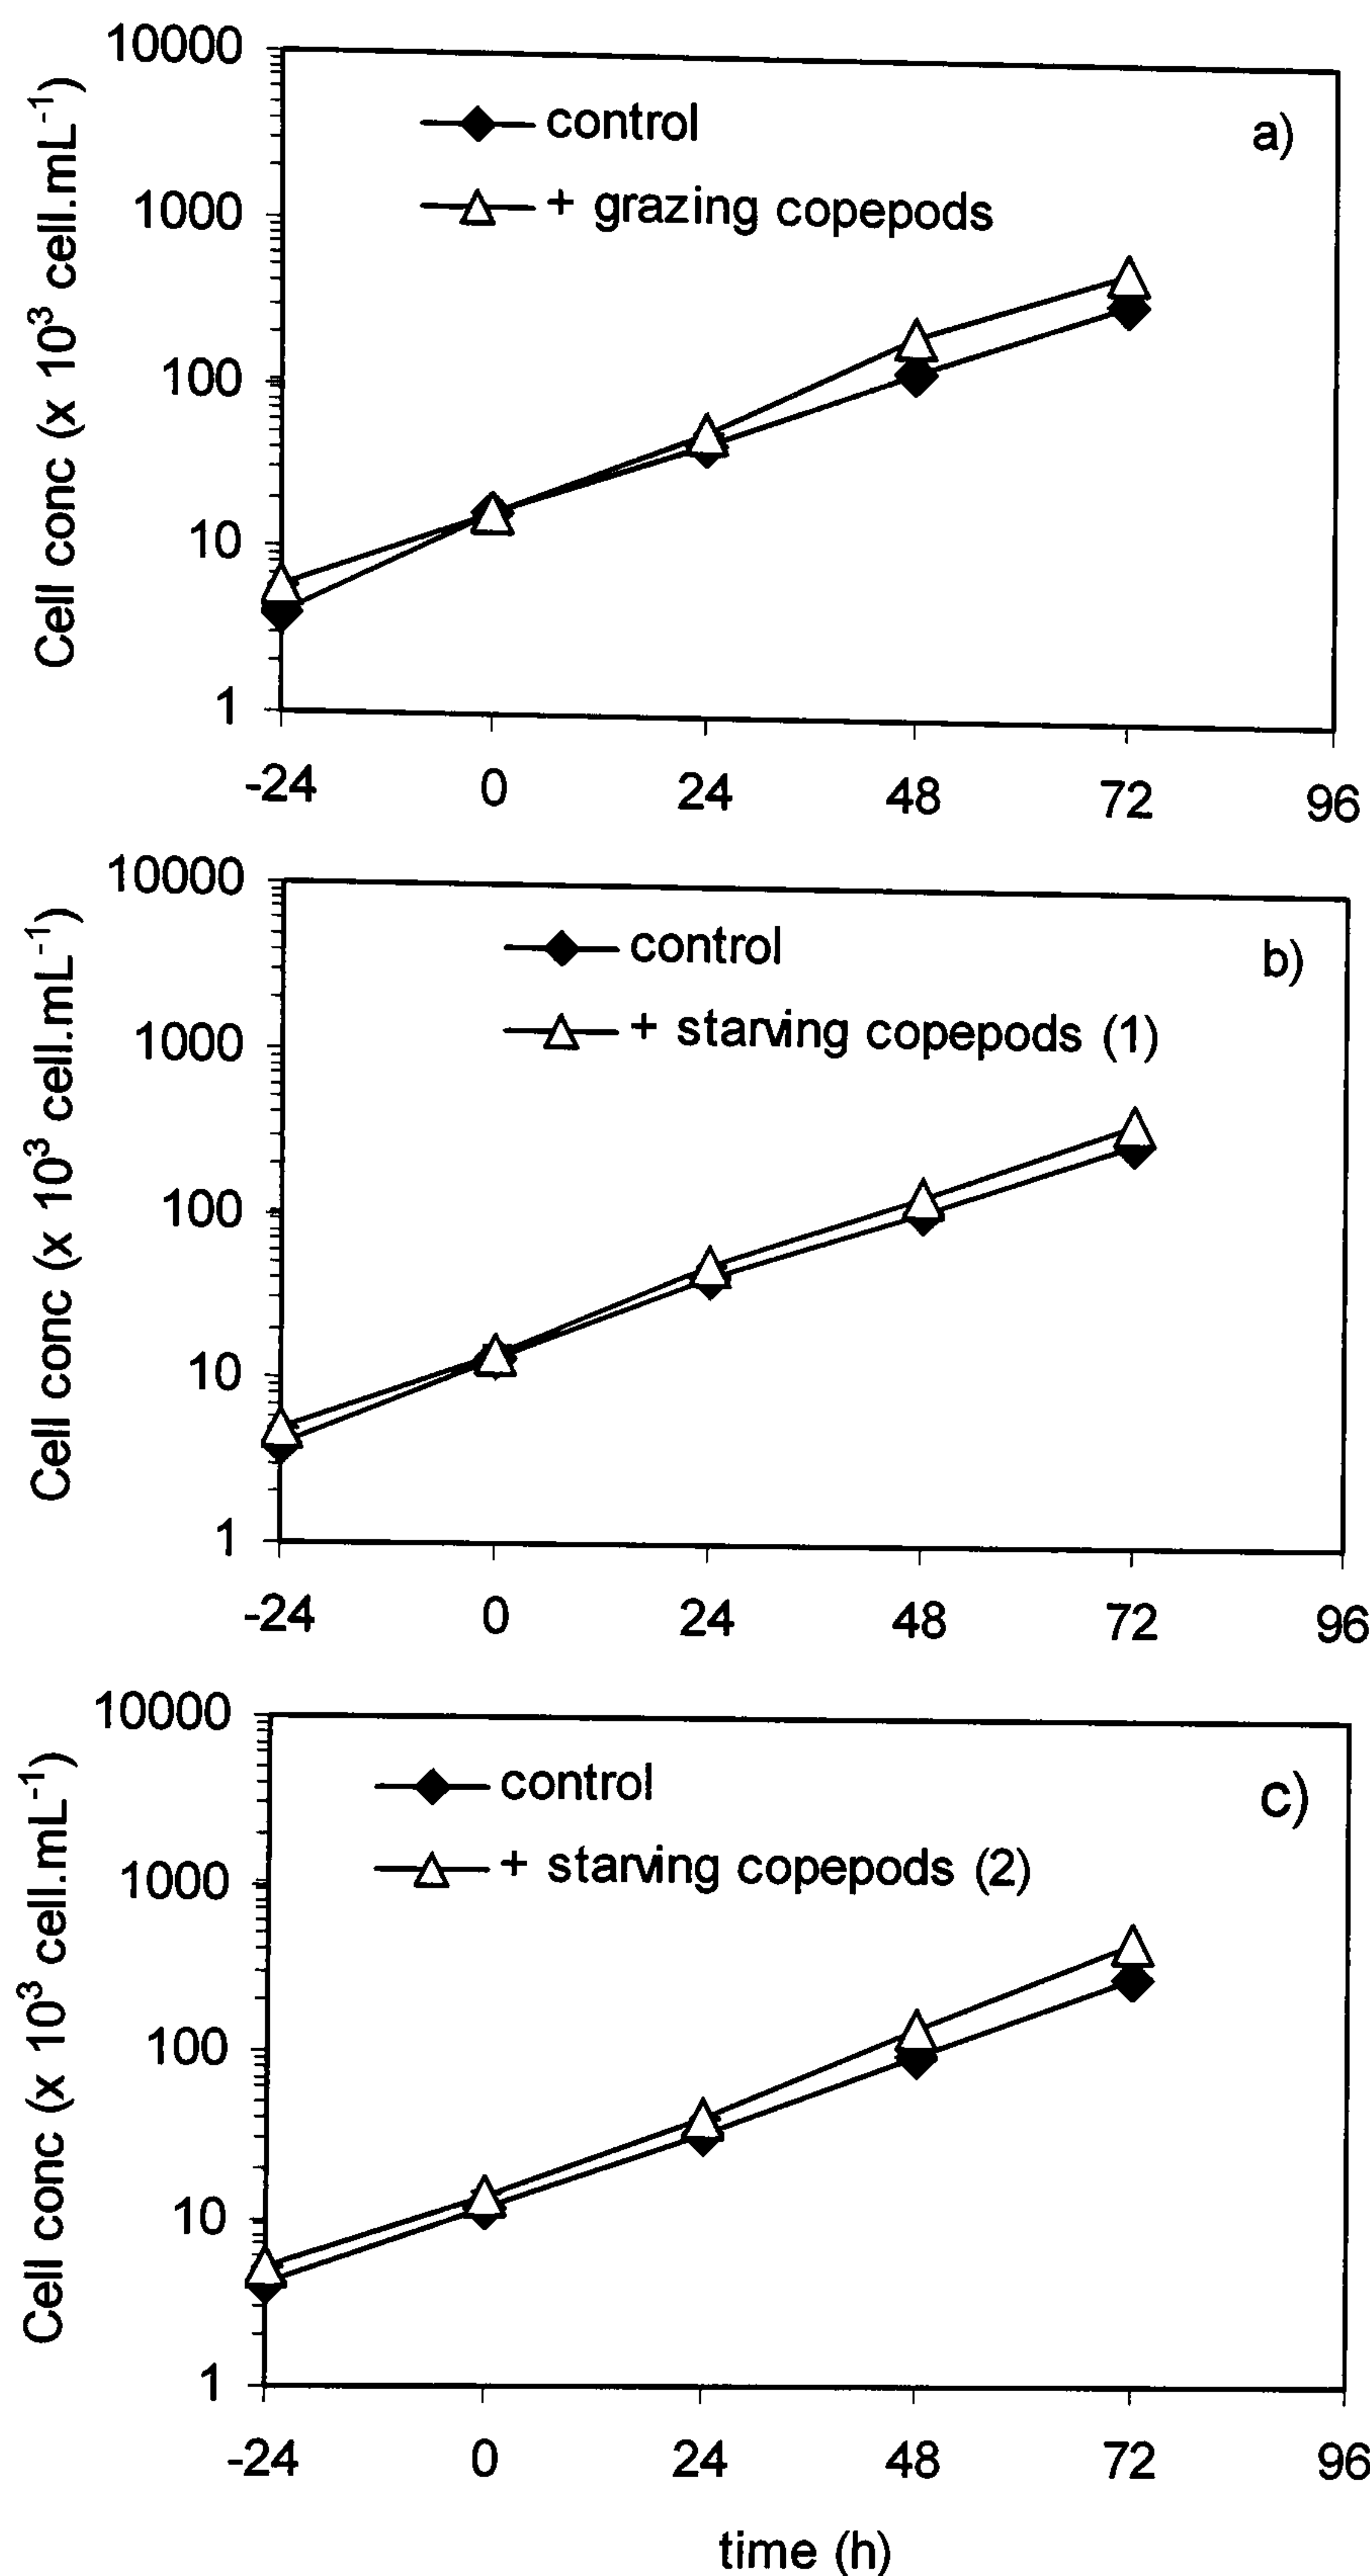 10000
1000
100
10
1
Cell conc (x 10³ cell.mL⁻¹)
control
+ grazing copepods
a)
-24 0 24 48 72 96
10000
1000
100
10
1
Cell conc (x 10³ cell.mL⁻¹)
control
+ starving copepods (1)
b)
-24 0 24 48 72 96
10000
1000
100
10
1
Cell conc (x 10³ cell.mL⁻¹)
control
+ starving copepods (2)
c)
-24 0 24 48 72 96
time (h)